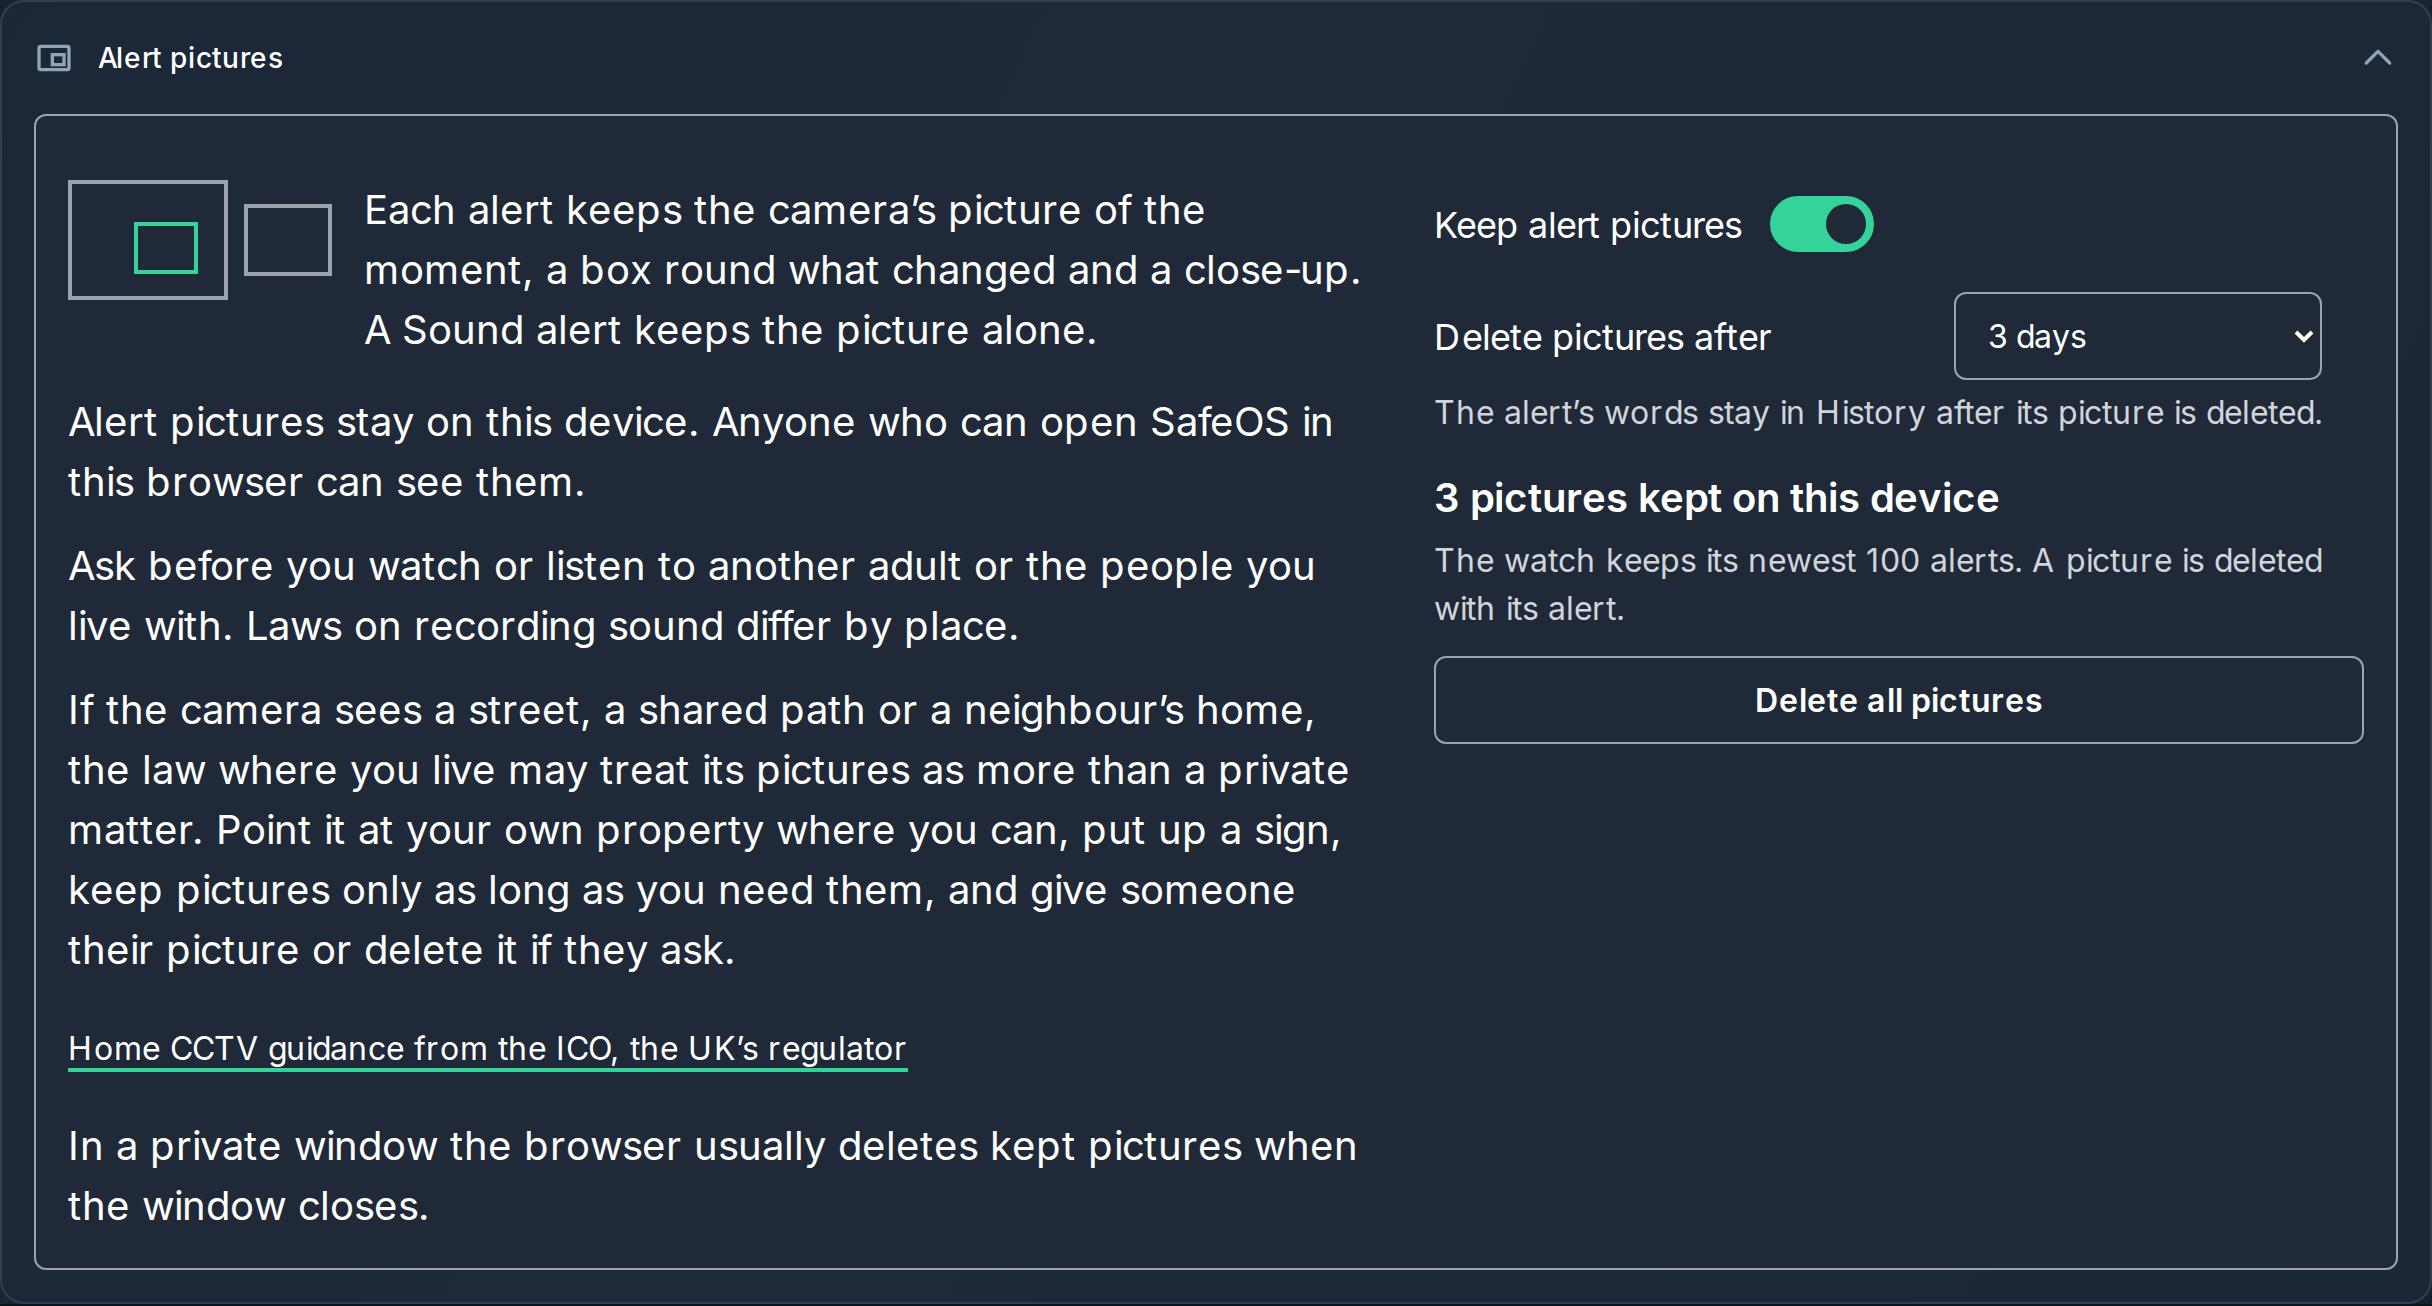 Alert pictures
Each alert keeps the camera’s picture of the
moment, a box round what changed and a close-up.
A Sound alert keeps the picture alone.
Alert pictures stay on this device. Anyone who can open SafeOS in
this browser can see them.
Ask before you watch or listen to another adult or the people you
live with. Laws on recording sound differ by place.
If the camera sees a street, a shared path or a neighbour’s home,
the law where you live may treat its pictures as more than a private
matter. Point it at your own property where you can, put up a sign,
keep pictures only as long as you need them, and give someone
their picture or delete it if they ask.
Home CCTV guidance from the ICO, the UK’s regulator
In a private window the browser usually deletes kept pictures when
the window closes.
Keep alert pictures
Delete pictures after
3 days
The alert’s words stay in History after its picture is deleted.
3 pictures kept on this device
The watch keeps its newest 100 alerts. A picture is deleted
with its alert.
Delete all pictures